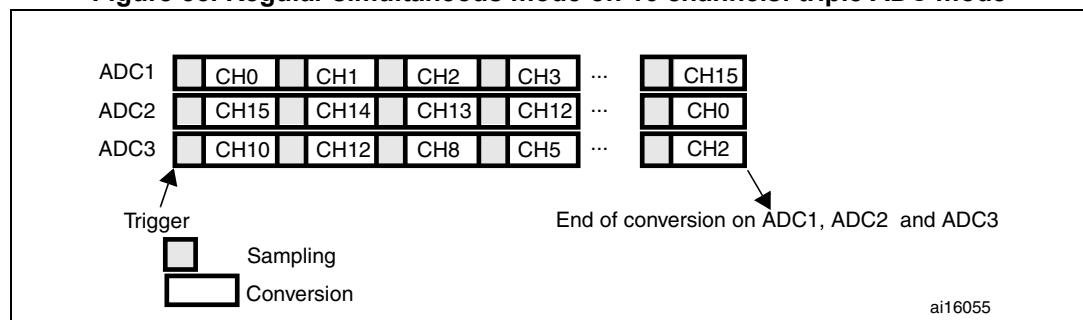 Figure 60. Regular simultaneous mode on 16 channels: triple ADC mode
ADC1 CH0 CH1 CH2 CH3 ... CH15
ADC2 CH15 CH14 CH13 CH12 ... CH0
ADC3 CH10 CH12 CH8 CH5 ... CH2
Trigger
End of conversion on ADC1, ADC2 and ADC3
Sampling
Conversion
ai16055